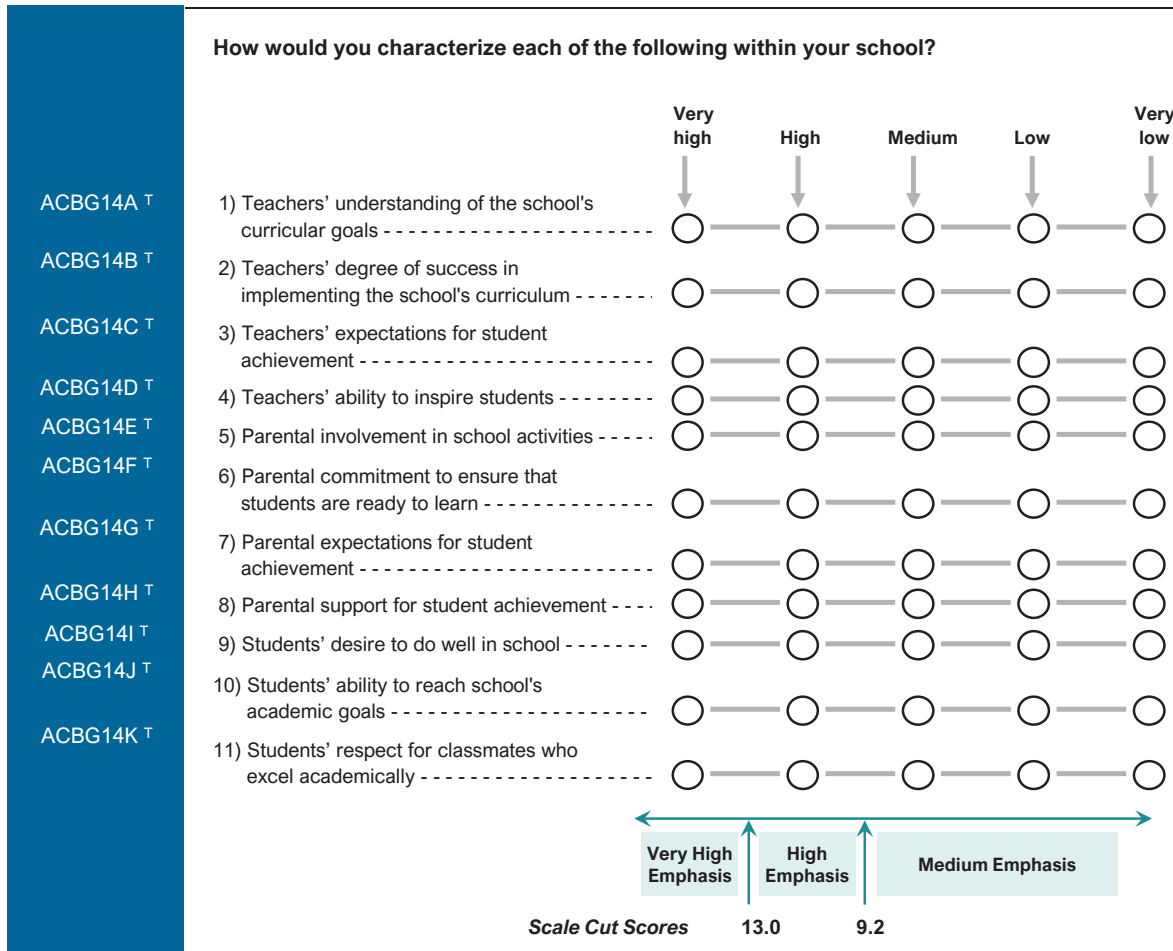 How would you characterize each of the following within your school?
Very
high
High
Medium
Low
Very
low
ACBG14A T
1) Teachers’ understanding of the school's
curricular goals - - - - - - - - - - - - - - - - - - - - - - - -
ACBG14B T
2) Teachers’ degree of success in
implementing the school's curriculum - - - - - - -
ACBG14C T
3) Teachers’ expectations for student
achievement - - - - - - - - - - - - - - - - - - - - - - - - - -
ACBG14D T
4) Teachers’ ability to inspire students - - - - - - - -
ACBG14E T
5) Parental involvement in school activities - - - - -
ACBG14F T
6) Parental commitment to ensure that
students are ready to learn - - - - - - - - - - - - - - -
ACBG14G T
7) Parental expectations for student
achievement - - - - - - - - - - - - - - - - - - - - - - - - - -
ACBG14H T
8) Parental support for student achievement - - - -
ACBG14I T
9) Students’ desire to do well in school - - - - - - -
ACBG14J T
10) Students’ ability to reach school's
academic goals - - - - - - - - - - - - - - - - - - - - - - -
ACBG14K T
11) Students’ respect for classmates who
excel academically - - - - - - - - - - - - - - - - - - - -
Very High
Emphasis
High
Emphasis
Medium Emphasis
Scale Cut Scores 13.0 9.2